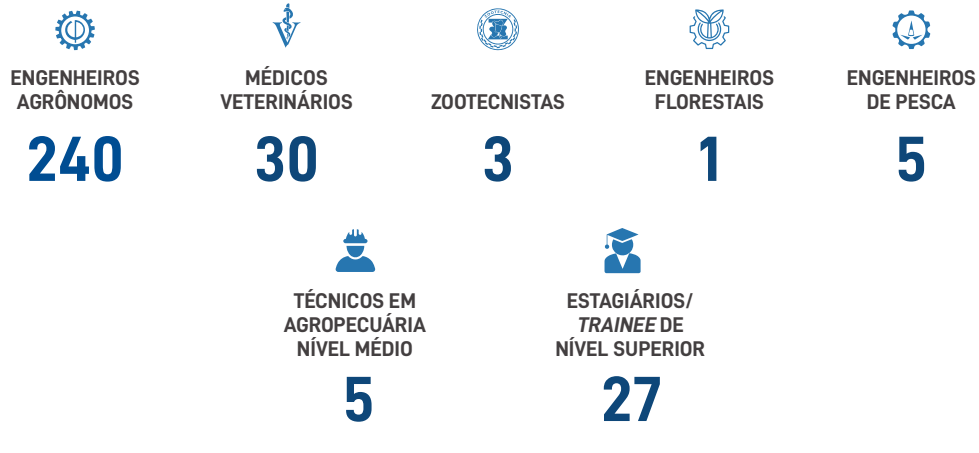 ENGENHEIROS
AGRÔNOMOS
240
MÉDICOS
VETERINÁRIOS
30
ZOOTECNISTAS
3
ENGENHEIROS
FLORESTAIS
1
ENGENHEIROS
DE PESCA
5
TÉCNICOS EM
AGROPECUÁRIA
NÍVEL MÉDIO
5
ESTAGIÁRIOS/
TRAINEE DE
NÍVEL SUPERIOR
27